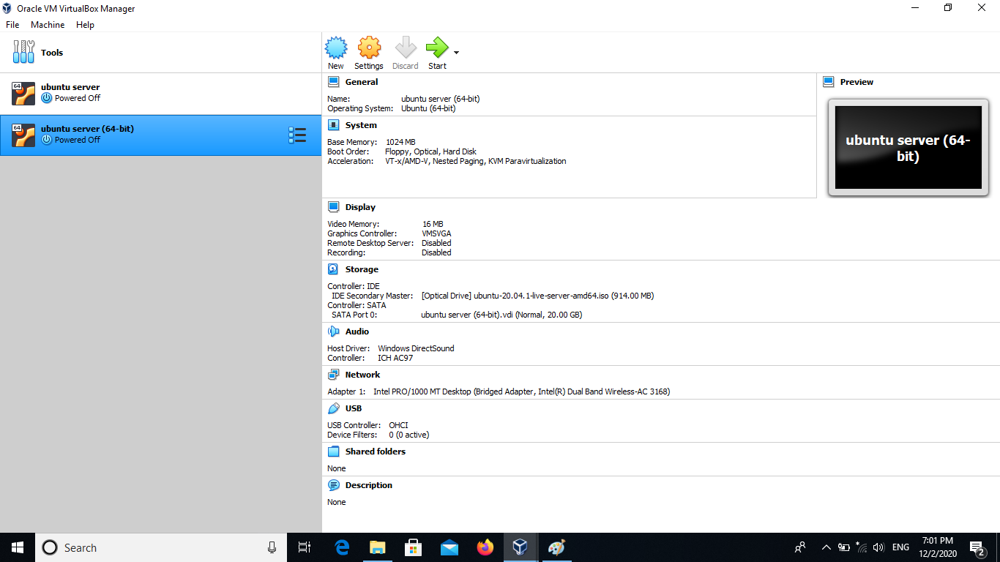 Oracle VM VirtualBox Manager
File Machine Help
Tools
New Settings Discard Start
64
ubuntu server
Powered Off
64
ubuntu server (64-bit)
Powered Off
General
Name: ubuntu server (64-bit)
Operating System: Ubuntu (64-bit)
System
Base Memory: 1024 MB
Boot Order: Floppy, Optical, Hard Disk
Acceleration: VT-x/AMD-V, Nested Paging, KVM Paravirtualization
Preview
ubuntu server (64-
bit)
Display
Video Memory: 16 MB
Graphics Controller: VMSVGA
Remote Desktop Server: Disabled
Recording: Disabled
Storage
Controller: IDE
IDE Secondary Master: [Optical Drive] ubuntu-20.04.1-live-server-amd64.iso (914.00 MB)
Controller: SATA
SATA Port 0: ubuntu server (64-bit).vdi (Normal, 20.00 GB)
Audio
Host Driver: Windows DirectSound
Controller: ICH AC97
Network
Adapter 1: Intel PRO/1000 MT Desktop (Bridged Adapter, Intel(R) Dual Band Wireless-AC 3168)
USB
USB Controller: OHCI
Device Filters: 0 (0 active)
Shared folders
None
Description
None
Search
ENG
7:01 PM
12/2/2020
2